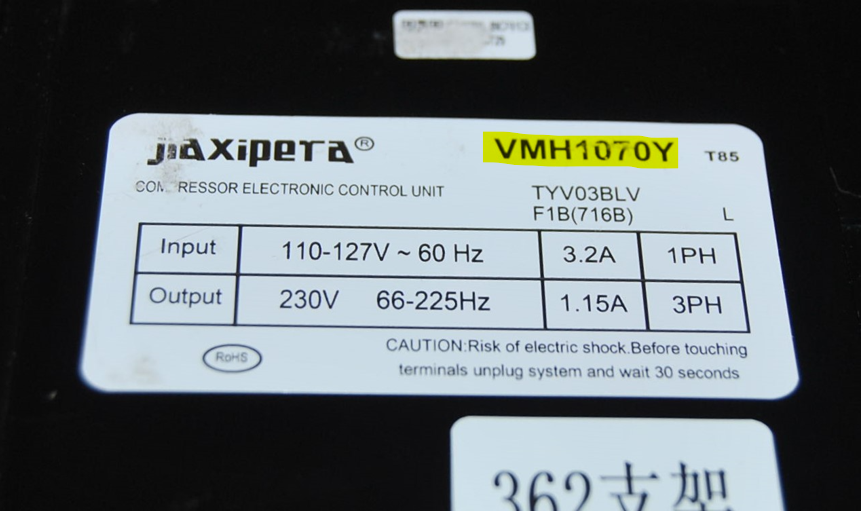 jiaxipera® VMH1070Y T85
COMPRESSOR ELECTRONIC CONTROL UNIT TYV03BLV
F1B(716B) L
Input 110-127V ~ 60 Hz 3.2A 1PH
Output 230V 66-225Hz 1.15A 3PH
RoHS
CAUTION:Risk of electric shock.Before touching
terminals unplug system and wait 30 seconds
362支架